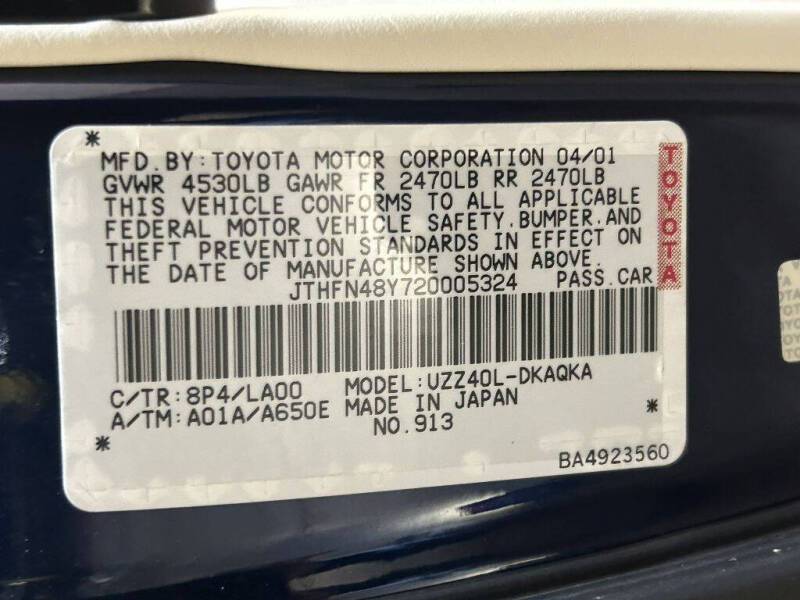 *
MFD.BY:TOYOTA MOTOR CORPORATION 04/01
GVWR 4530LB GAWR FR 2470LB RR 2470LB
THIS VEHICLE CONFORMS TO ALL APPLICABLE
FEDERAL MOTOR VEHICLE SAFETY,BUMPER,AND
THEFT PREVENTION STANDARDS IN EFFECT ON
THE DATE OF MANUFACTURE SHOWN ABOVE.
JTHFN48Y720005324 PASS.CAR
TOYOTA
C/TR:8P4/LA00 MODEL:UZZ40L-DKAQKA
A/TM:A01A/A650E MADE IN JAPAN *
* NO.913
BA4923560